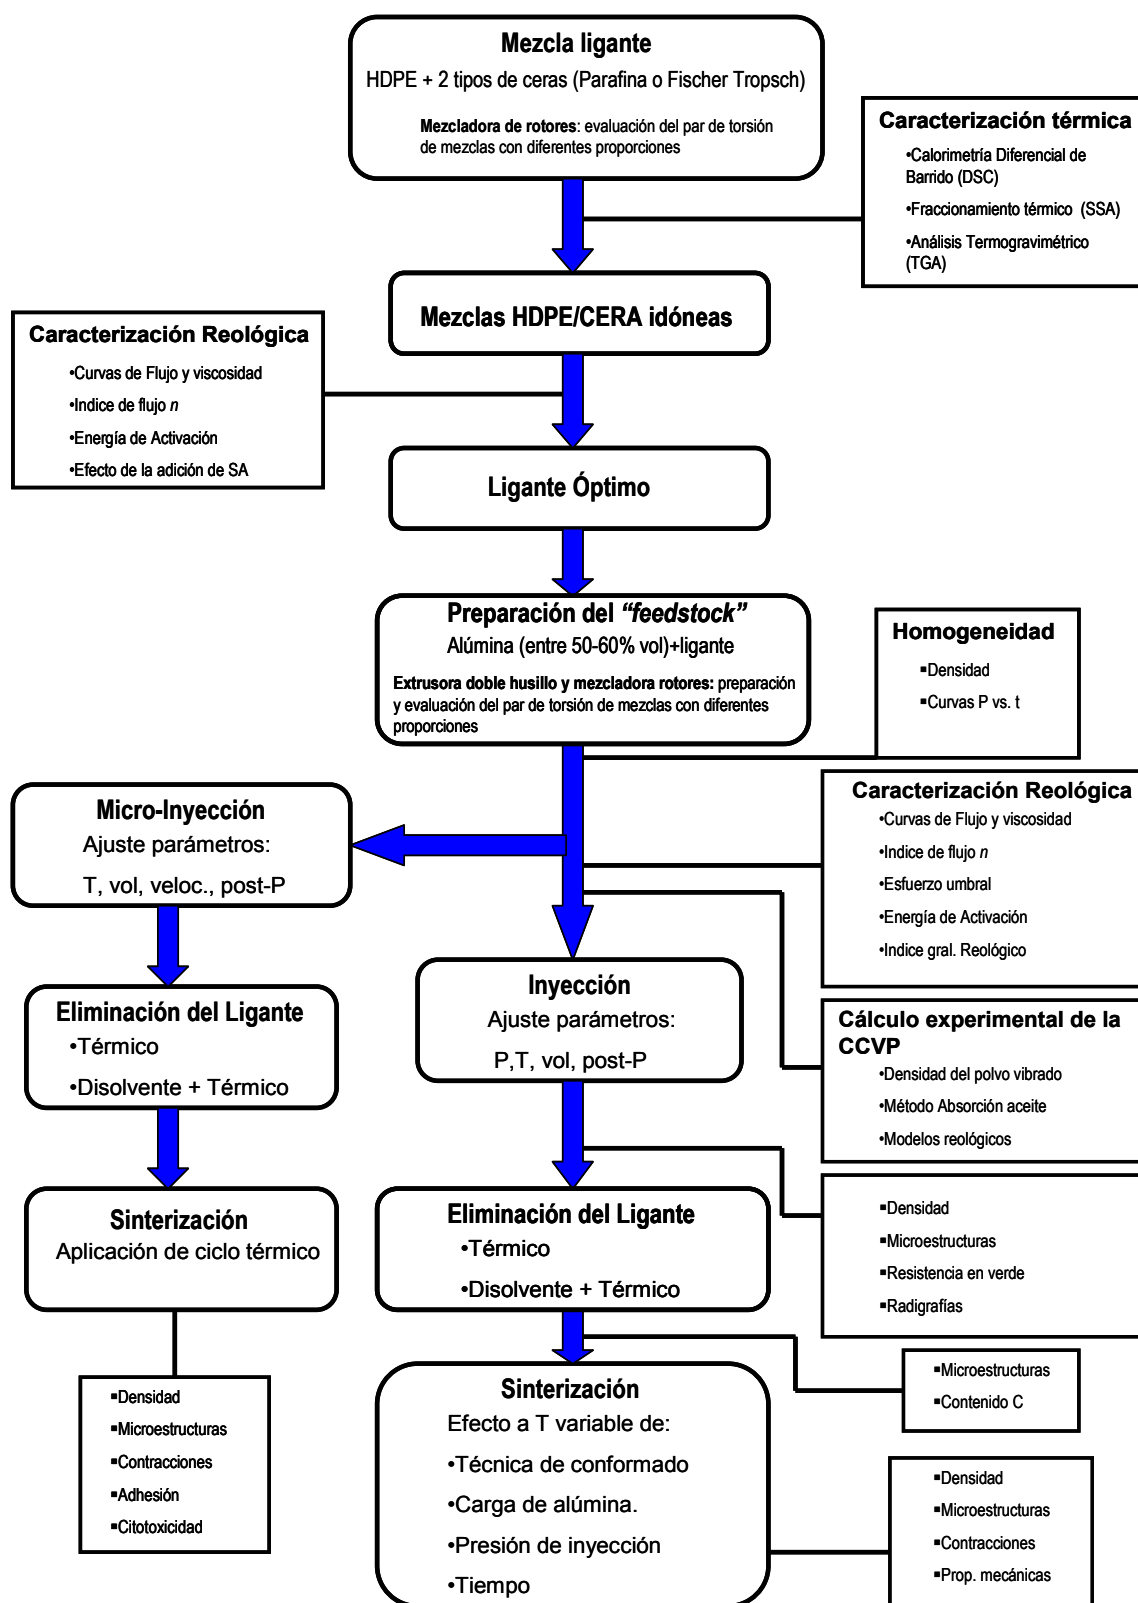 Mezcla ligante
HDPE + 2 tipos de ceras (Parafina o Fischer Tropsch)
Mezcladora de rotores: evaluación del par de torsión
de mezclas con diferentes proporciones
Caracterización térmica
•Calorimetría Diferencial de
Barrido (DSC)
•Fraccionamiento térmico (SSA)
•Análisis Termogravimétrico
(TGA)
Mezclas HDPE/CERA idóneas
Caracterización Reológica
•Curvas de Flujo y viscosidad
•Indice de flujo n
•Energía de Activación
•Efecto de la adición de SA
Ligante Óptimo
Preparación del “feedstock”
Alúmina (entre 50-60% vol)+ligante
Extrusora doble husillo y mezcladora rotores: preparación
y evaluación del par de torsión de mezclas con diferentes
proporciones
Homogeneidad
▪Densidad
▪Curvas P vs. t
Caracterización Reológica
•Curvas de Flujo y viscosidad
•Indice de flujo n
•Esfuerzo umbral
•Energía de Activación
•Indice gral. Reológico
Micro-Inyección
Ajuste parámetros:
T, vol, veloc., post-P
Inyección
Ajuste parámetros:
P,T, vol, post-P
Cálculo experimental de la
CCVP
•Densidad del polvo vibrado
•Método Absorción aceite
•Modelos reológicos
Eliminación del Ligante
•Térmico
•Disolvente + Térmico
▪Densidad
▪Microestructuras
▪Resistencia en verde
▪Radigrafías
Eliminación del Ligante
•Térmico
•Disolvente + Térmico
Sinterización
Aplicación de ciclo térmico
▪Microestructuras
▪Contenido C
Sinterización
Efecto a T variable de:
•Técnica de conformado
•Carga de alúmina.
•Presión de inyección
•Tiempo
▪Densidad
▪Microestructuras
▪Contracciones
▪Adhesión
▪Citotoxicidad
▪Densidad
▪Microestructuras
▪Contracciones
▪Prop. mecánicas